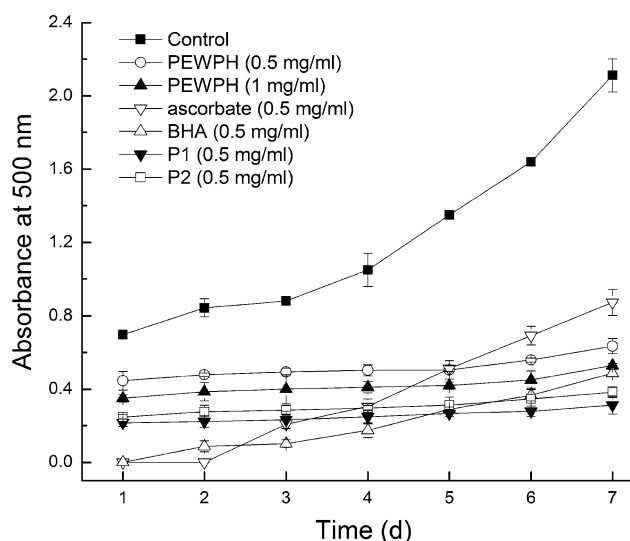 2.4
2.0
1.6
1.2
0.8
0.4
0.0
Absorbance at 500 nm
Control
PEWPH (0.5 mg/ml)
PEWPH (1 mg/ml)
ascorbate (0.5 mg/ml)
BHA (0.5 mg/ml)
P1 (0.5 mg/ml)
P2 (0.5 mg/ml)
1 2 3 4 5 6 7
Time (d)